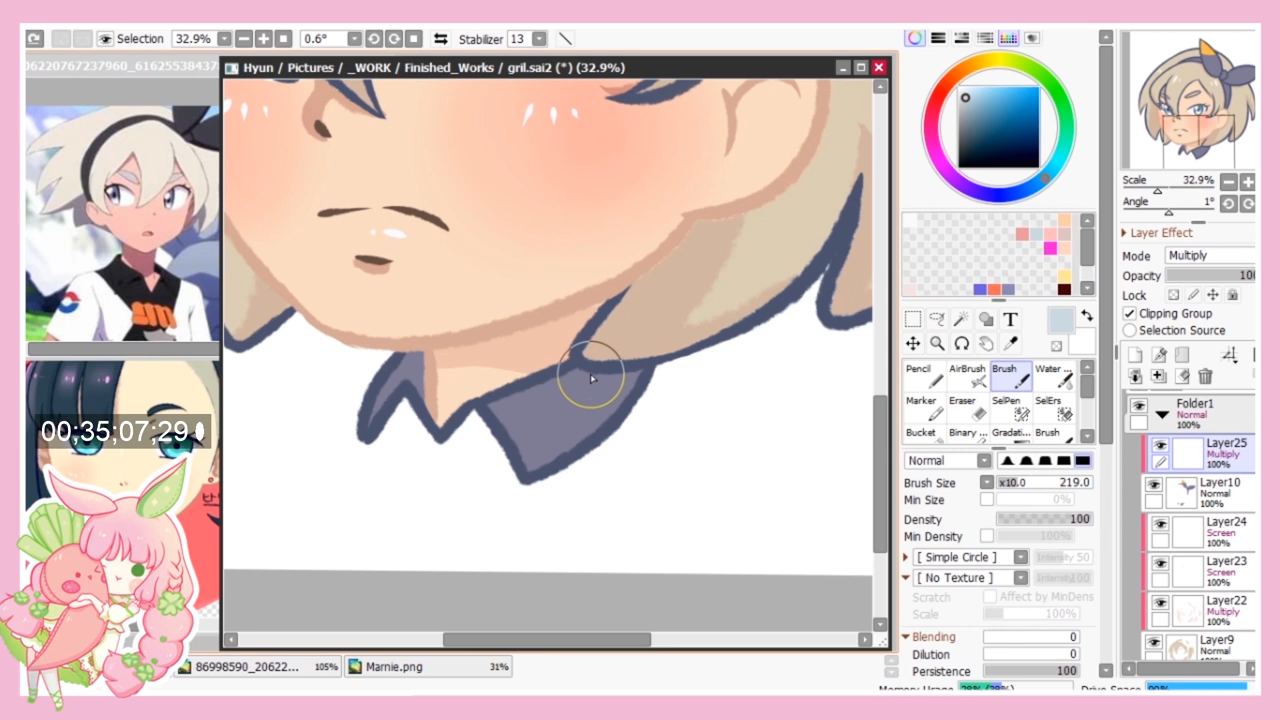 Selection 32.9% 0.6° Stabilizer 13
06220767237960_61625538437
Hyun / Pictures / _WORK / Finished_Works / gril.sai2 (*) (32.9%)
00;35;07;29
86998590_20622... 105% Marnie.png 31%
Pencil AirBrush Brush Water ...
Marker Eraser SelPen SelErs
Bucket Binary ... Gradati... Brush
Normal
Brush Size x10.0 219.0
Min Size 0%
Density 100
Min Density 100%
[ Simple Circle ] Intensity 50
[ No Texture ] Intensity 100
Scratch Affect by MinDens
Scale 100%
Blending 0
Dilution 0
Persistence 100
Memory Usage 28% (38%) Drive Space 90%
Scale 32.9%
Angle 1°
Layer Effect
Mode Multiply
Opacity 100
Lock
Clipping Group
Selection Source
Folder1
Normal
100%
Layer25
Multiply
100%
Layer10
Normal
100%
Layer24
Screen
100%
Layer23
Screen
100%
Layer22
Multiply
100%
Layer9
Normal